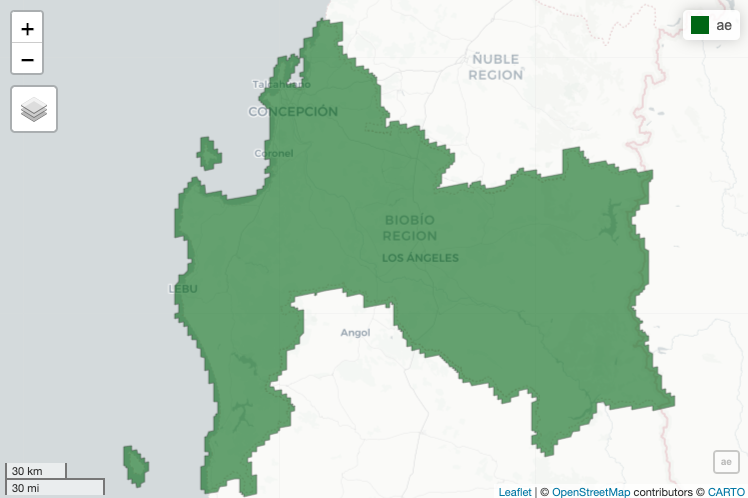 +
−
ae
ÑUBLE
REGION
Talcahuano
CONCEPCIÓN
Coronel
BIOBÍO
REGION
LOS ÁNGELES
LEBU
Angol
30 km
30 mi
ae
Leaflet | © OpenStreetMap contributors © CARTO